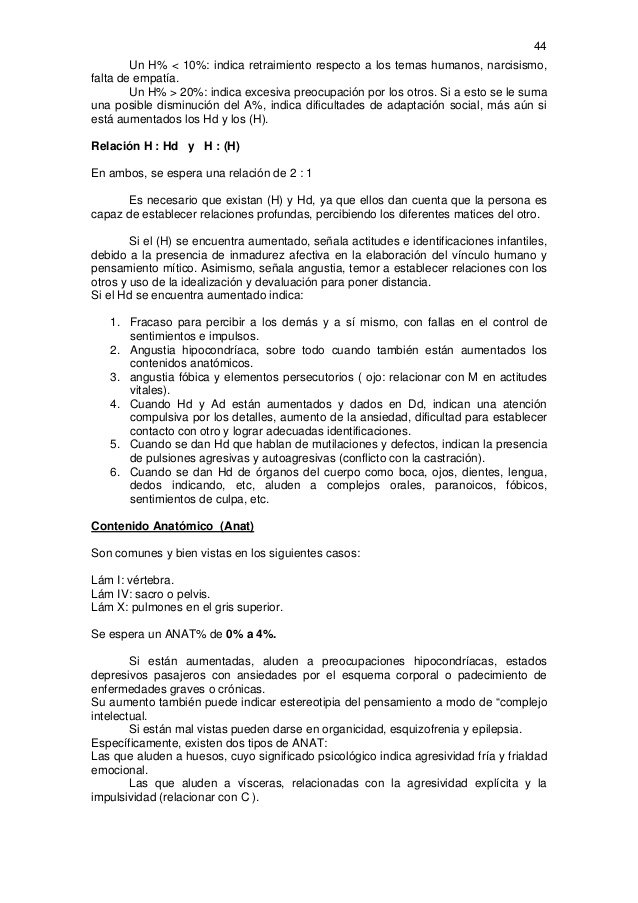 44
Un H% < 10%: indica retraimiento respecto a los temas humanos, narcisismo,
falta de empatía.
Un H% > 20%: indica excesiva preocupación por los otros. Si a esto se le suma
una posible disminución del A%, indica dificultades de adaptación social, más aún si
está aumentados los Hd y los (H).
Relación H : Hd y H : (H)
En ambos, se espera una relación de 2 : 1
Es necesario que existan (H) y Hd, ya que ellos dan cuenta que la persona es
capaz de establecer relaciones profundas, percibiendo los diferentes matices del otro.
Si el (H) se encuentra aumentado, señala actitudes e identificaciones infantiles,
debido a la presencia de inmadurez afectiva en la elaboración del vínculo humano y
pensamiento mítico. Asimismo, señala angustia, temor a establecer relaciones con los
otros y uso de la idealización y devaluación para poner distancia.
Si el Hd se encuentra aumentado indica:
1. Fracaso para percibir a los demás y a sí mismo, con fallas en el control de
sentimientos e impulsos.
2. Angustia hipocondríaca, sobre todo cuando también están aumentados los
contenidos anatómicos.
3. angustia fóbica y elementos persecutorios ( ojo: relacionar con M en actitudes
vitales).
4. Cuando Hd y Ad están aumentados y dados en Dd, indican una atención
compulsiva por los detalles, aumento de la ansiedad, dificultad para establecer
contacto con otro y lograr adecuadas identificaciones.
5. Cuando se dan Hd que hablan de mutilaciones y defectos, indican la presencia
de pulsiones agresivas y autoagresivas (conflicto con la castración).
6. Cuando se dan Hd de órganos del cuerpo como boca, ojos, dientes, lengua,
dedos indicando, etc, aluden a complejos orales, paranoicos, fóbicos,
sentimientos de culpa, etc.
Contenido Anatómico (Anat)
Son comunes y bien vistas en los siguientes casos:
Lám I: vértebra.
Lám IV: sacro o pelvis.
Lám X: pulmones en el gris superior.
Se espera un ANAT% de 0% a 4%.
Si están aumentadas, aluden a preocupaciones hipocondríacas, estados
depresivos pasajeros con ansiedades por el esquema corporal o padecimiento de
enfermedades graves o crónicas.
Su aumento también puede indicar estereotipia del pensamiento a modo de “complejo
intelectual.
Si están mal vistas pueden darse en organicidad, esquizofrenia y epilepsia.
Específicamente, existen dos tipos de ANAT:
Las que aluden a huesos, cuyo significado psicológico indica agresividad fría y frialdad
emocional.
Las que aluden a vísceras, relacionadas con la agresividad explícita y la
impulsividad (relacionar con C ).